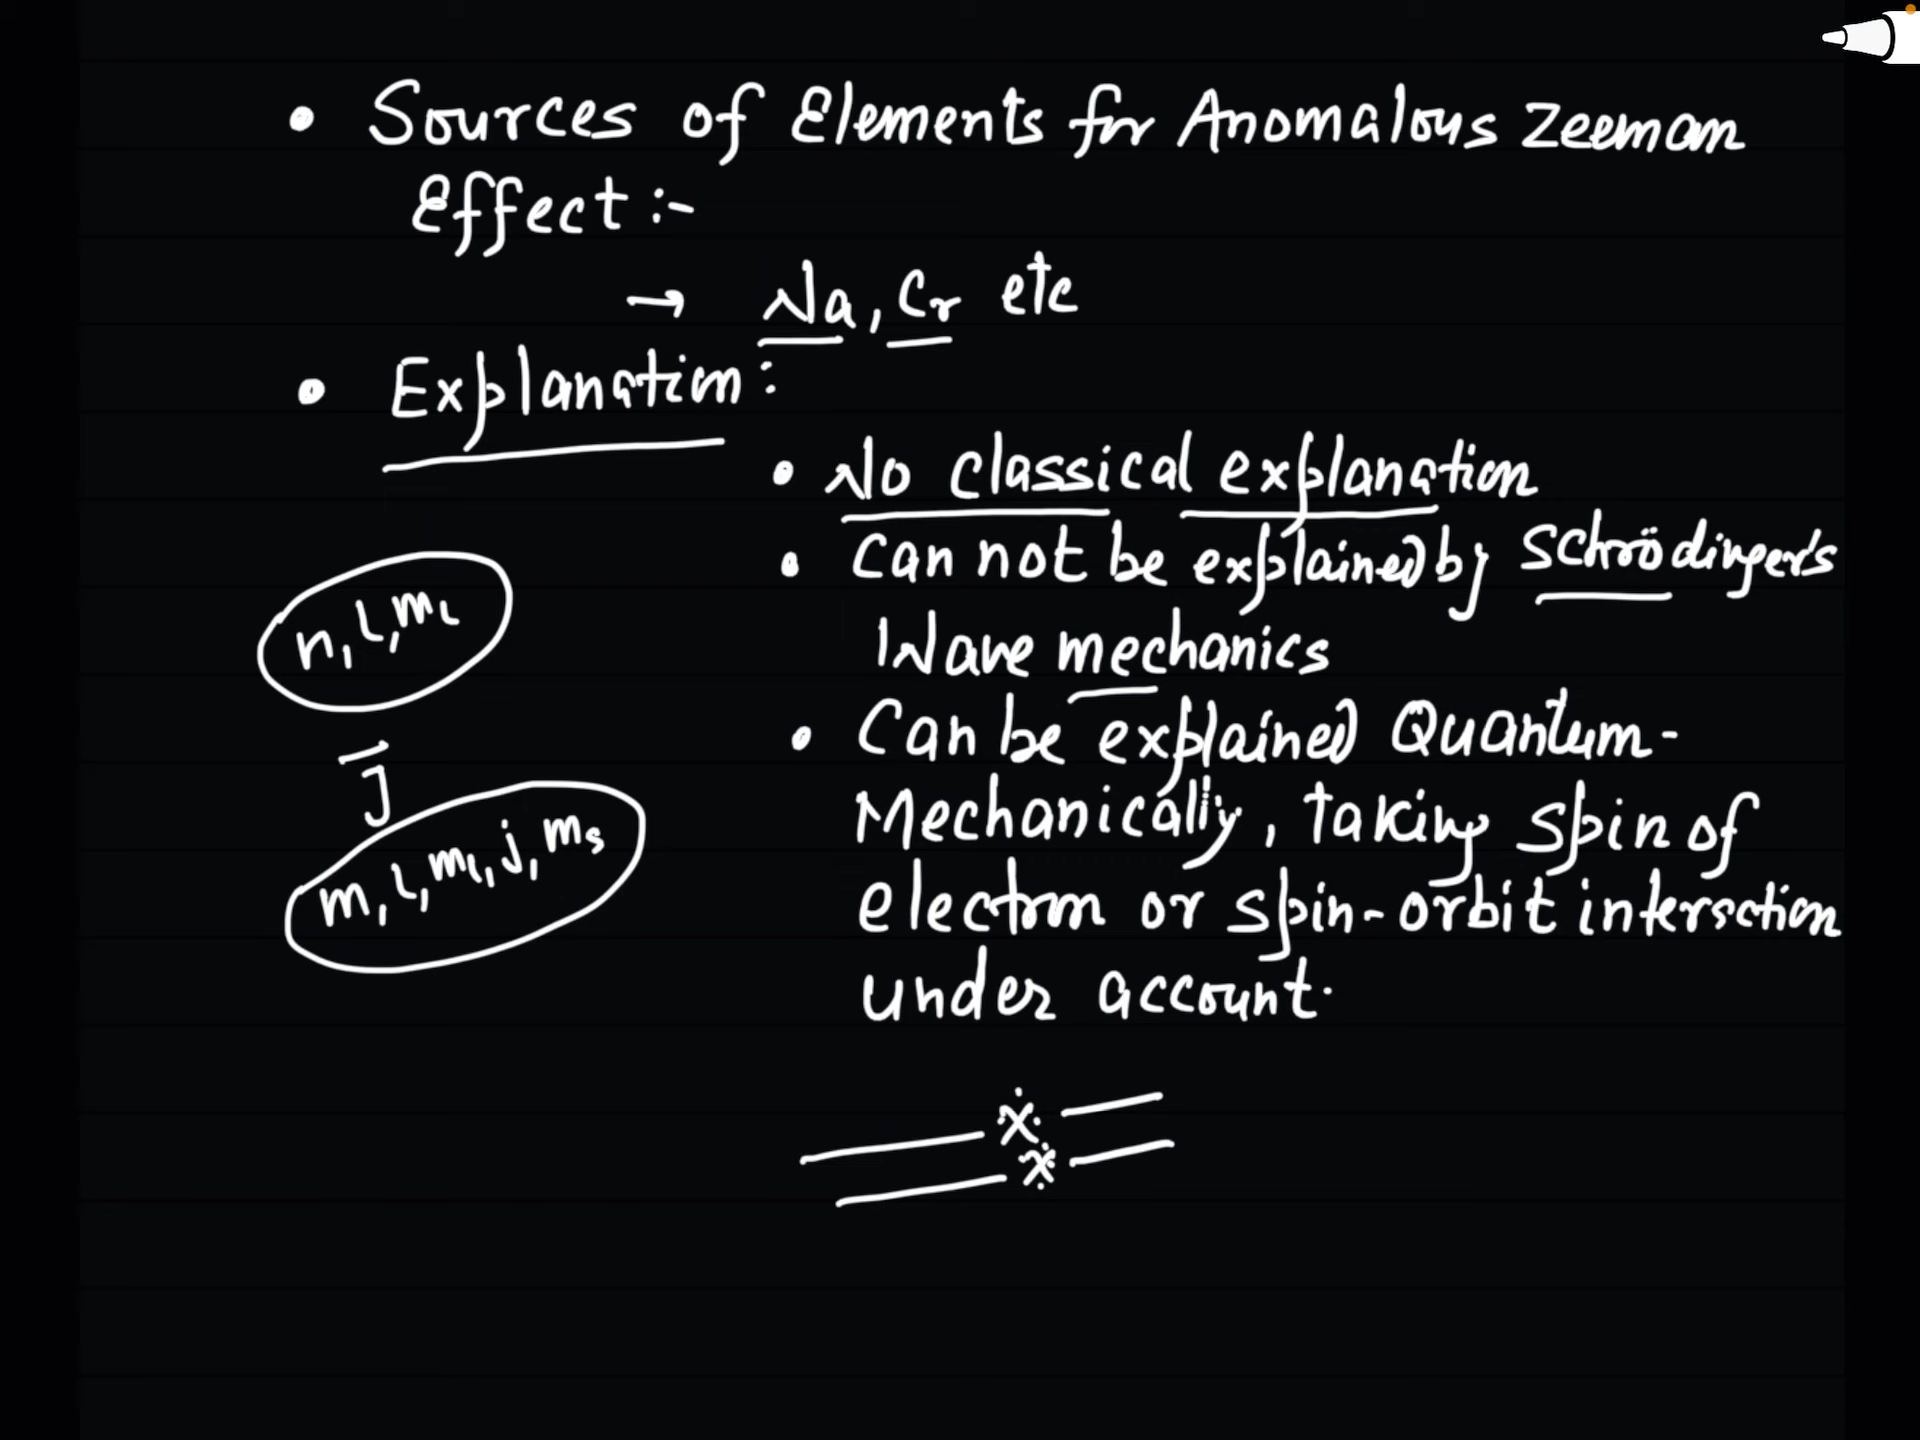 • Sources of Elements for Anomalous Zeeman
Effect :-
→ Na, Cr etc
• Explanation :
• No classical explanation
• Can not be explained by Schrödinger's
Wave mechanics
• Can be explained Quantum-
Mechanically, taking spin of
electron or spin-orbit interaction
under account.
n, l, ml
j
m, l, ml, j, ms